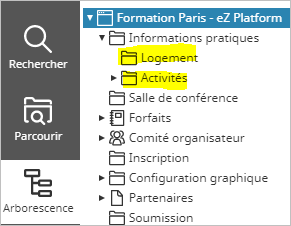 Formation Paris - eZ Platform
Informations pratiques
Logement
Activités
Salle de conférence
Forfaits
Comité organisateur
Inscription
Configuration graphique
Partenaires
Soumission
Rechercher
Parcourir
Arborescence